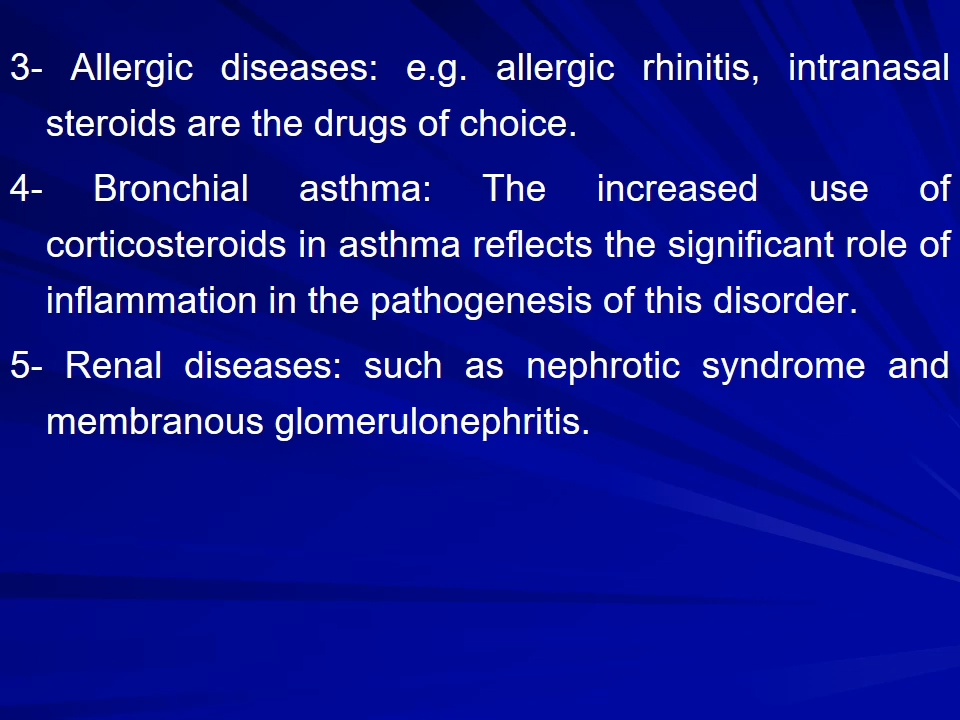 3- Allergic diseases: e.g. allergic rhinitis, intranasal
steroids are the drugs of choice.
4- Bronchial asthma: The increased use of
corticosteroids in asthma reflects the significant role of
inflammation in the pathogenesis of this disorder.
5- Renal diseases: such as nephrotic syndrome and
membranous glomerulonephritis.